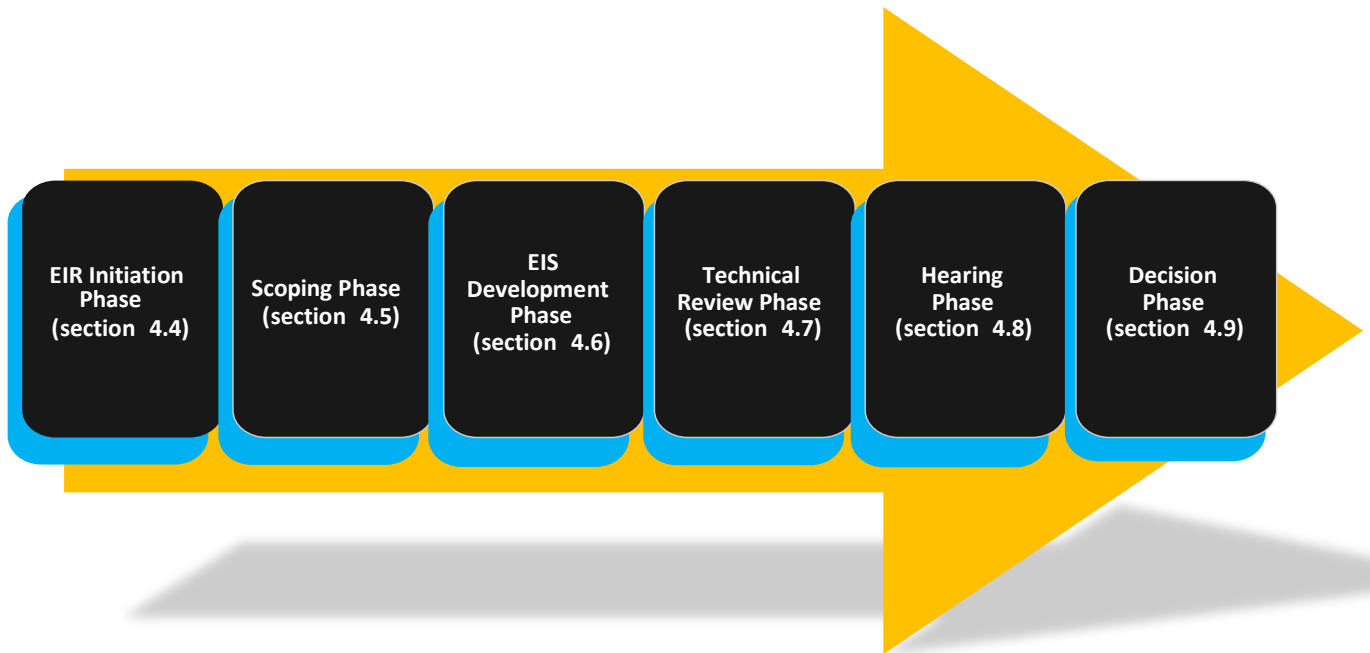 EIR Initiation
Phase
(section 4.4)
Scoping Phase
(section 4.5)
EIS
Development
Phase
(section 4.6)
Technical
Review Phase
(section 4.7)
Hearing
Phase
(section 4.8)
Decision
Phase
(section 4.9)